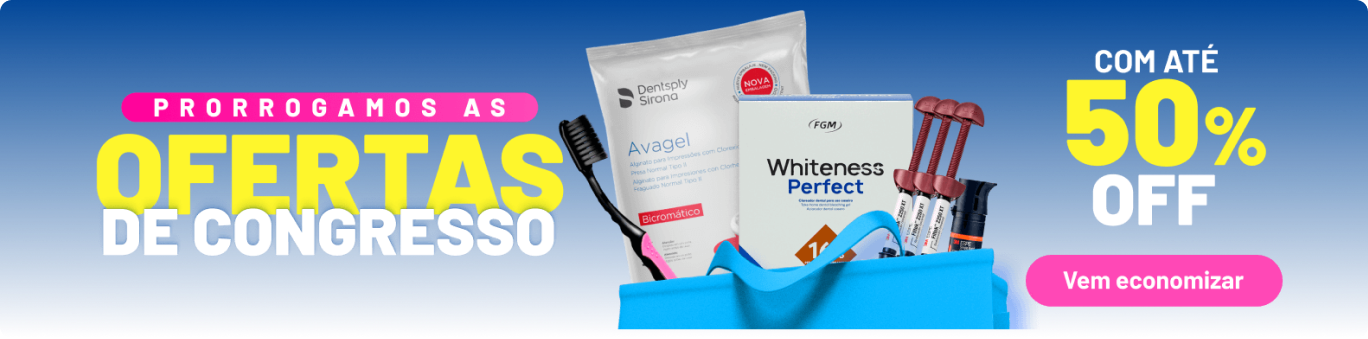 PRORROGAMOS AS
OFERTAS
DE CONGRESSO
Dentsply
Sirona
NOVA
Avagel
Bicromático
FGM
Whiteness
Perfect
COM ATÉ
50%
OFF
Vem economizar